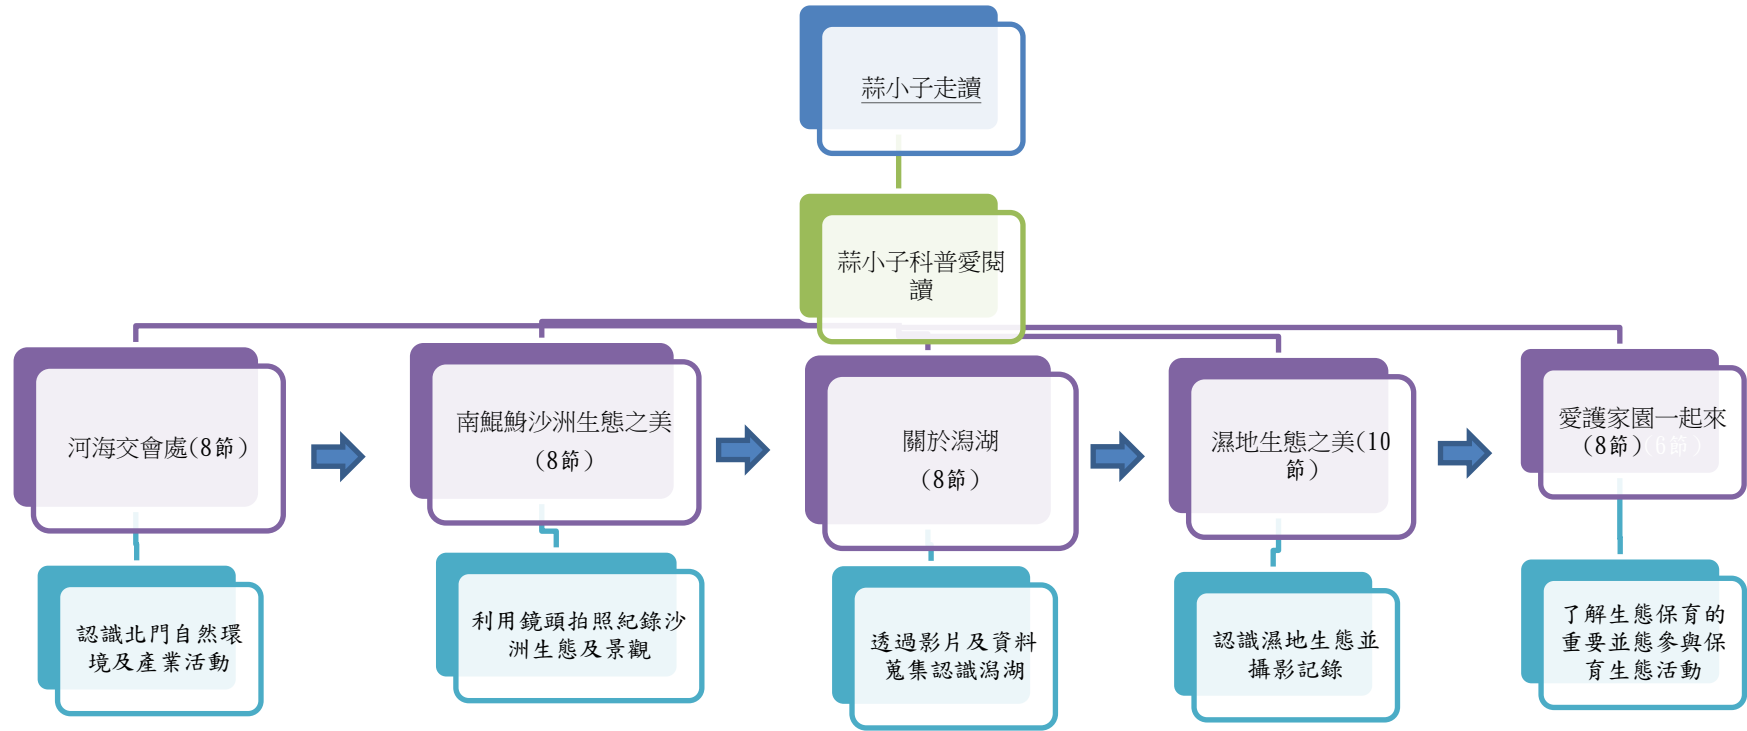 蒜小子走讀
蒜小子科普愛閱
讀
河海交會處(8節)
南鯤鯓沙洲生態之美
(8節)
關於潟湖
(8節)
濕地生態之美(10
節)
愛護家園一起來
(8節)(6節)
認識北門自然環
境及產業活動
利用鏡頭拍照紀錄沙
洲生態及景觀
透過影片及資料
蒐集認識潟湖
認識濕地生態並
攝影記錄
了解生態保育的
重要並態參與保
育生態活動